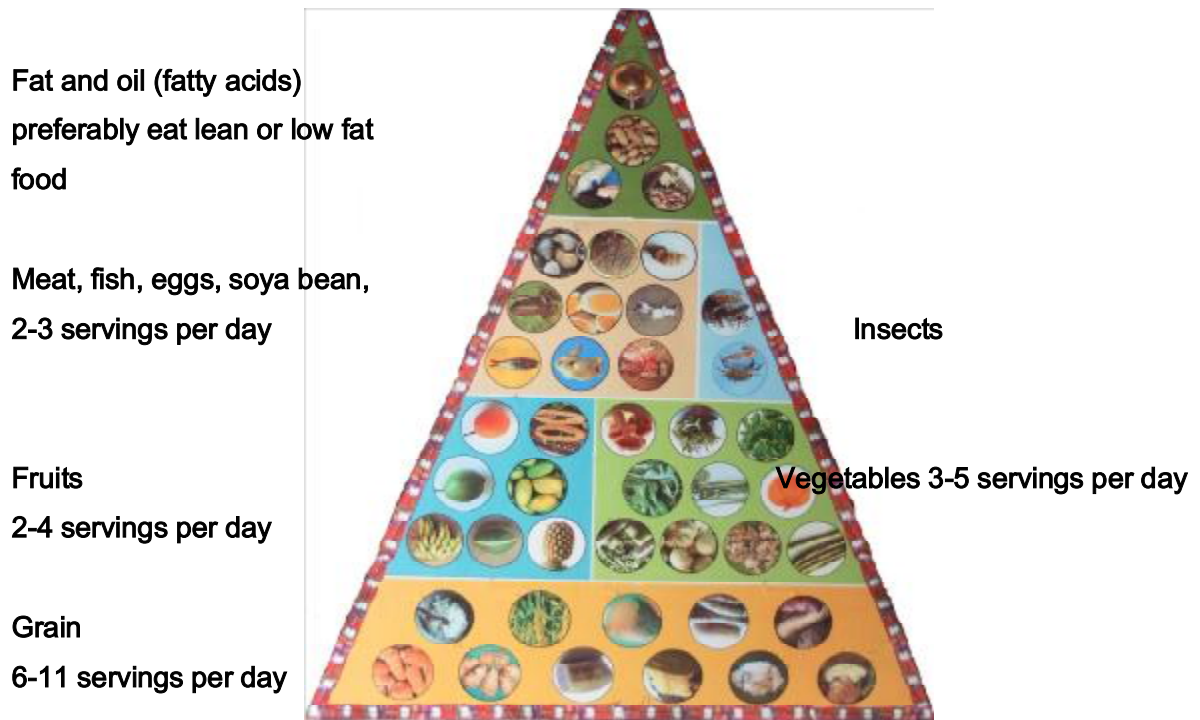 Fat and oil (fatty acids)
preferably eat lean or low fat
food
Meat, fish, eggs, soya bean,
2-3 servings per day
Insects
Fruits
2-4 servings per day
Vegetables 3-5 servings per day
Grain
6-11 servings per day